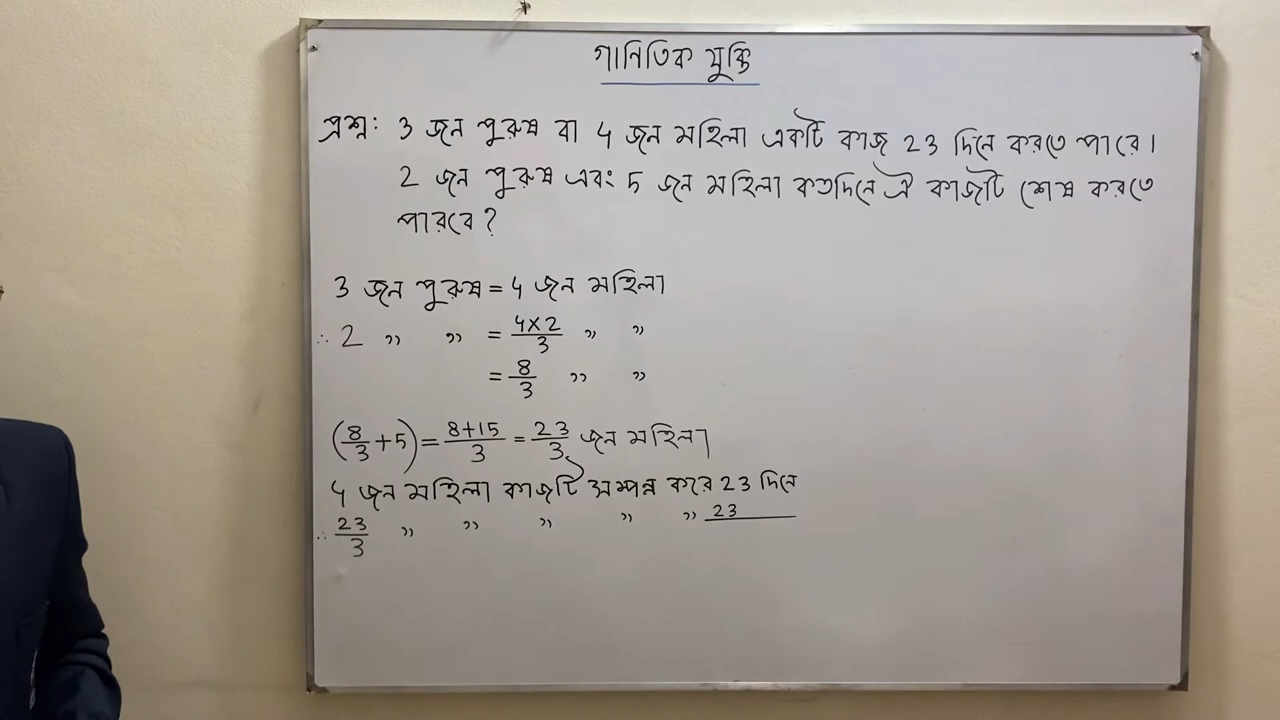 গাণিতিক যুক্তি
প্রশ্ন: 3 জন পুরুষ বা 4 জন মহিলা একটি কাজ 23 দিনে করতে পারে।
2 জন পুরুষ এবং 5 জন মহিলা কতদিনে ঐ কাজটি শেষ করতে
পারবে?
3 জন পুরুষ = 4 জন মহিলা
∴ 2 " " = 4×2/3 " "
= 8/3 " "
(8/3+5) = 8+15/3 = 23/3 জন মহিলা
4 জন মহিলা কাজটি সম্পন্ন করে 23 দিনে
∴ 23/3 " " " " " 23